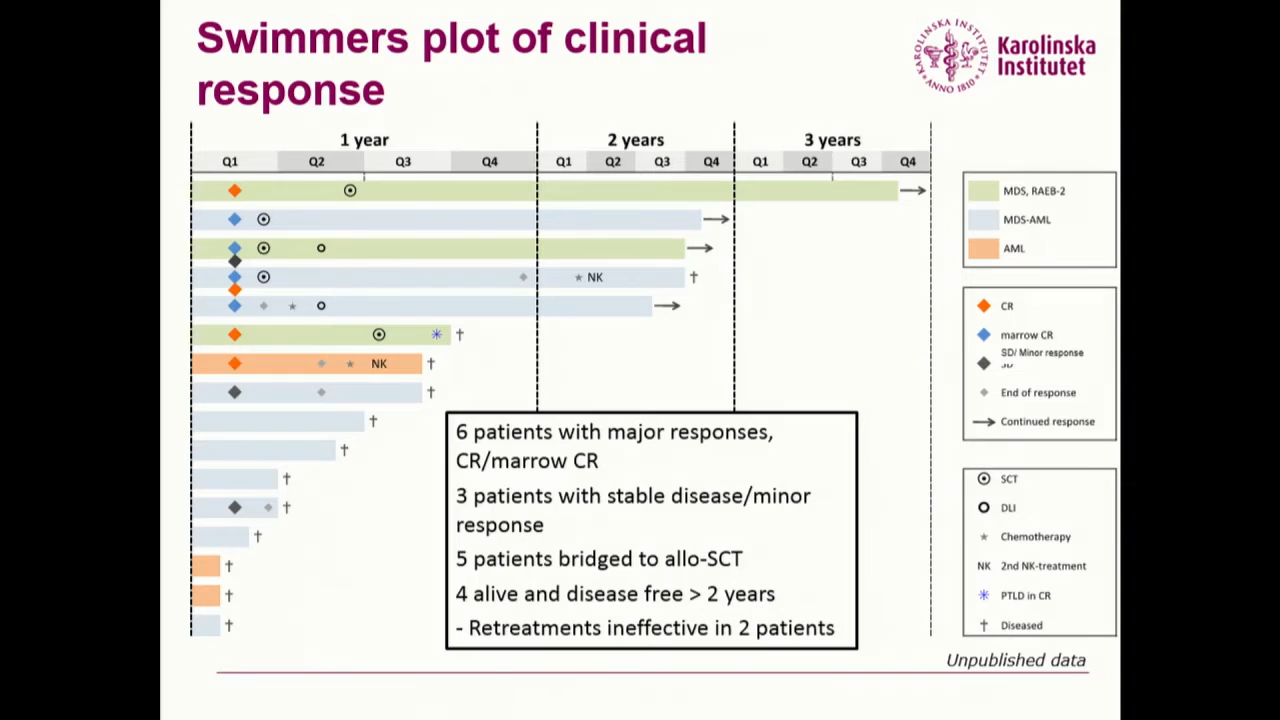 Swimmers plot of clinical
response
KAROLINSKA INSTITUTET
ANNO 1810
Karolinska
Institutet
1 year 2 years 3 years
Q1 Q2 Q3 Q4 Q1 Q2 Q3 Q4 Q1 Q2 Q3 Q4
MDS, RAEB-2
MDS-AML
AML
NK
†
†
NK †
†
†
†
†
†
†
†
†
†
CR
marrow CR
SD/ Minor response
End of response
Continued response
SCT
DLI
Chemotherapy
NK 2nd NK-treatment
PTLD in CR
† Diseased
6 patients with major responses,
CR/marrow CR
3 patients with stable disease/minor
response
5 patients bridged to allo-SCT
4 alive and disease free > 2 years
- Retreatments ineffective in 2 patients
Unpublished data